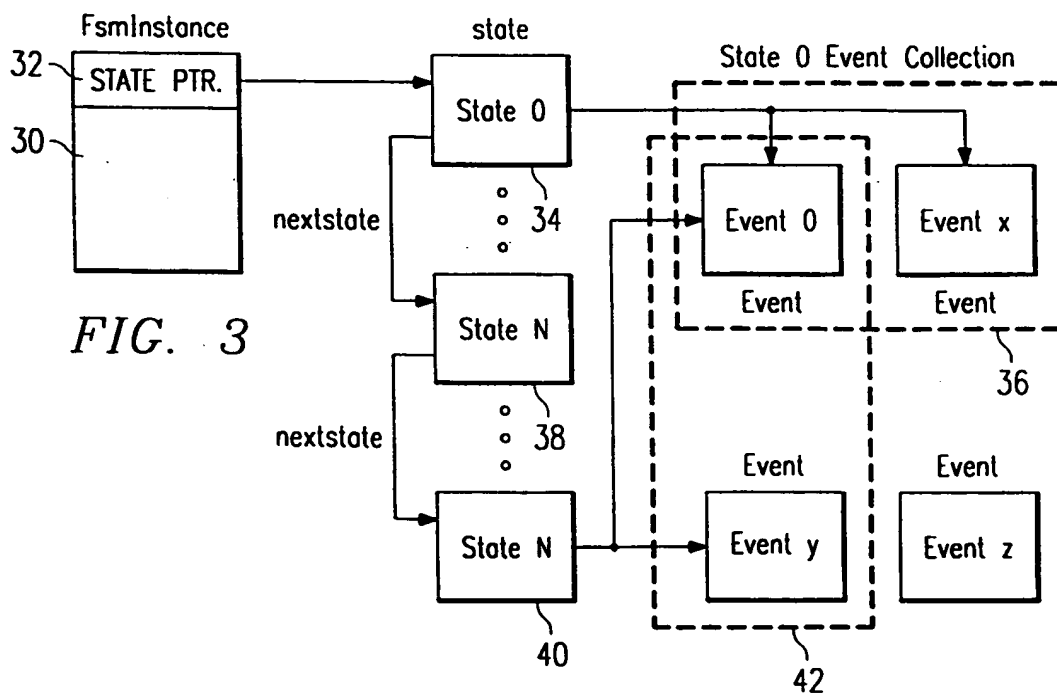 FsmInstance
32
STATE PTR.
30
FIG. 3
state
State 0
34
nextstate
State N
38
nextstate
State N
40
State 0 Event Collection
Event 0
Event
Event x
Event
36
Event
Event y
42
Event
Event z